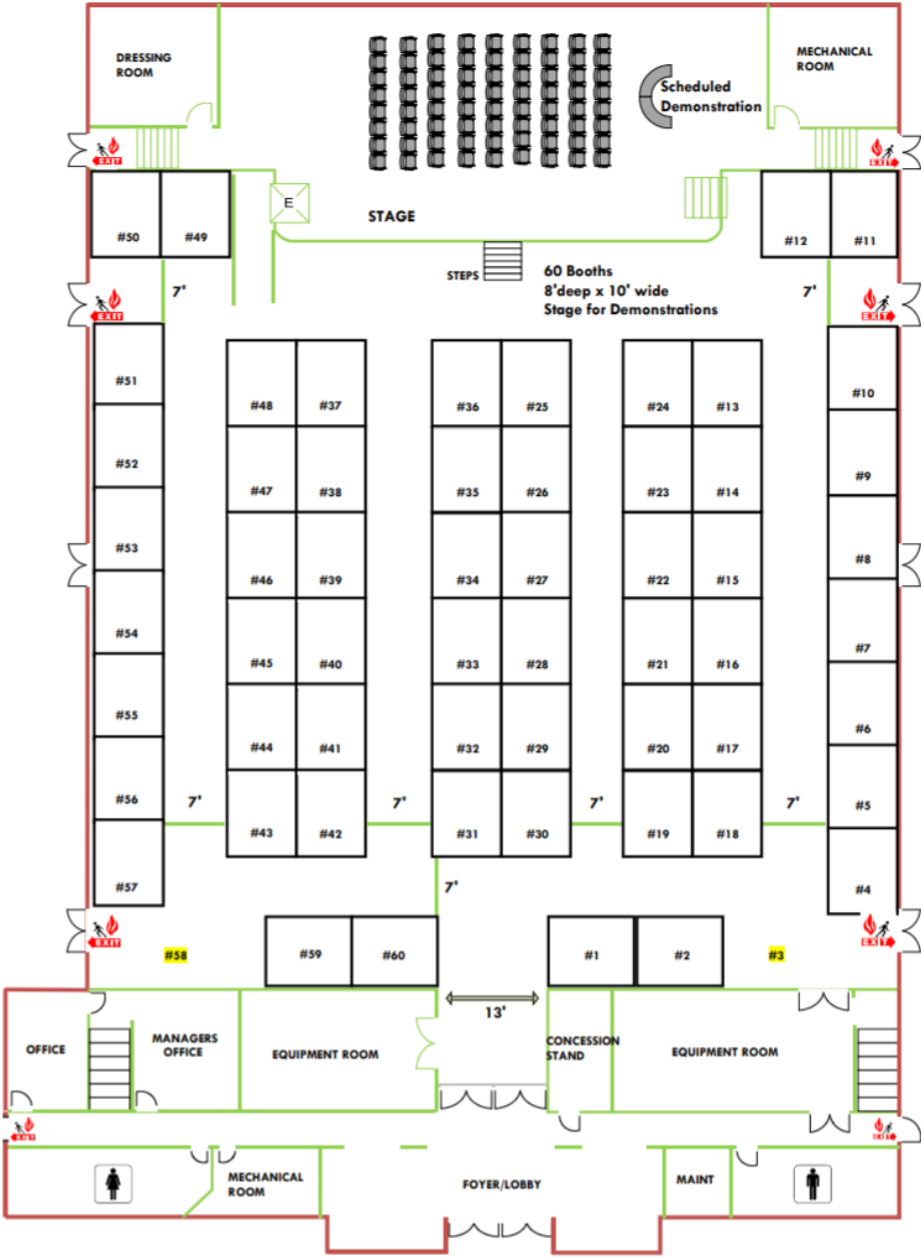 DRESSING
ROOM
MECHANICAL
ROOM
Scheduled
Demonstration
EXIT
EXIT
E
STAGE
#50
#49
#12
#11
STEPS
60 Booths
8'deep x 10' wide
Stage for Demonstrations
7'
7'
EXIT
EXIT
#51
#48
#37
#36
#25
#24
#13
#10
#52
#47
#38
#35
#26
#23
#14
#9
#53
#46
#39
#34
#27
#22
#15
#8
#54
#45
#40
#33
#28
#21
#16
#7
#55
#44
#41
#32
#29
#20
#17
#6
#56
7'
7'
7'
7'
#5
#43
#42
#31
#30
#19
#18
#57
7'
#4
EXIT
EXIT
#58
#59
#60
#1
#2
#3
13'
OFFICE
MANAGERS
OFFICE
EQUIPMENT ROOM
CONCESSION
STAND
EQUIPMENT ROOM
EXIT
EXIT
MECHANICAL
ROOM
FOYER/LOBBY
MAINT